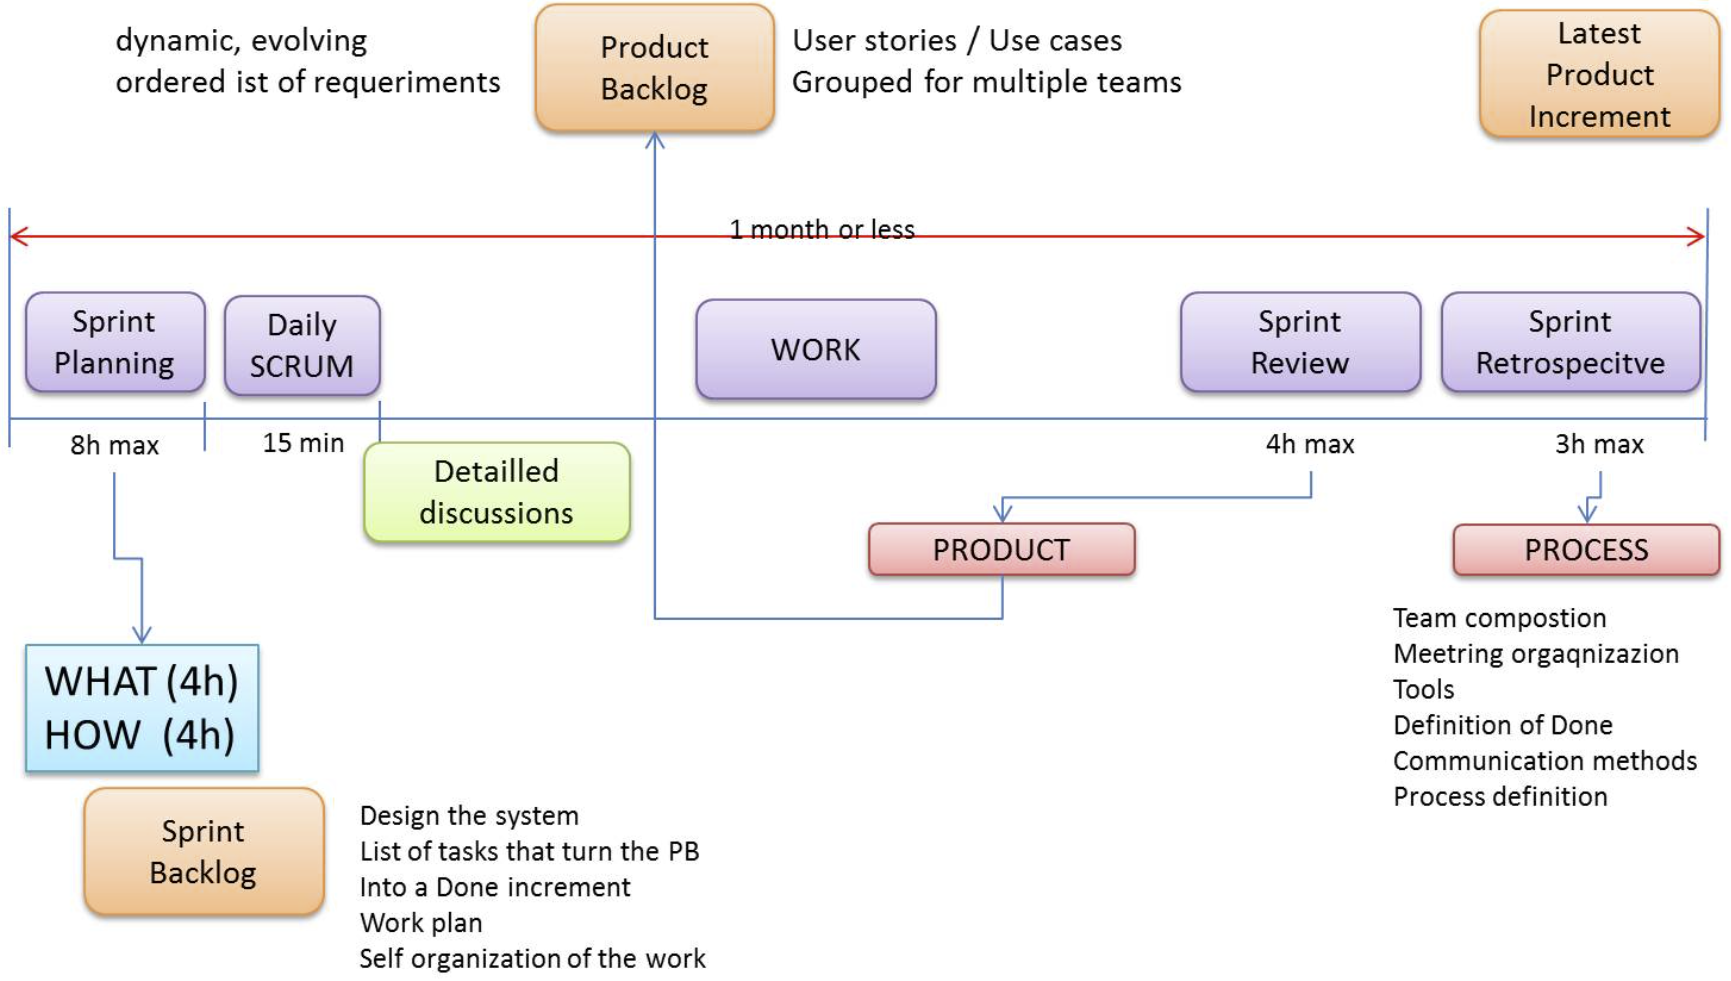 dynamic, evolving
ordered ist of requeriments
Product
Backlog
User stories / Use cases
Grouped for multiple teams
Latest
Product
Increment
1 month or less
Sprint
Planning
Daily
SCRUM
WORK
Sprint
Review
Sprint
Retrospecitve
8h max
15 min
4h max
3h max
Detailled
discussions
PRODUCT
PROCESS
Team compostion
Meetring orgaqnizazion
Tools
Definition of Done
Communication methods
Process definition
WHAT (4h)
HOW (4h)
Sprint
Backlog
Design the system
List of tasks that turn the PB
Into a Done increment
Work plan
Self organization of the work